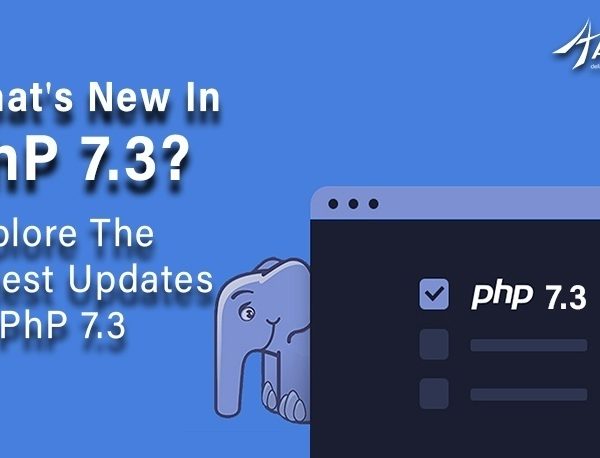 hat's New In
hP 7.3?
plore The
est Updates
PhP 7.3
php 7.3